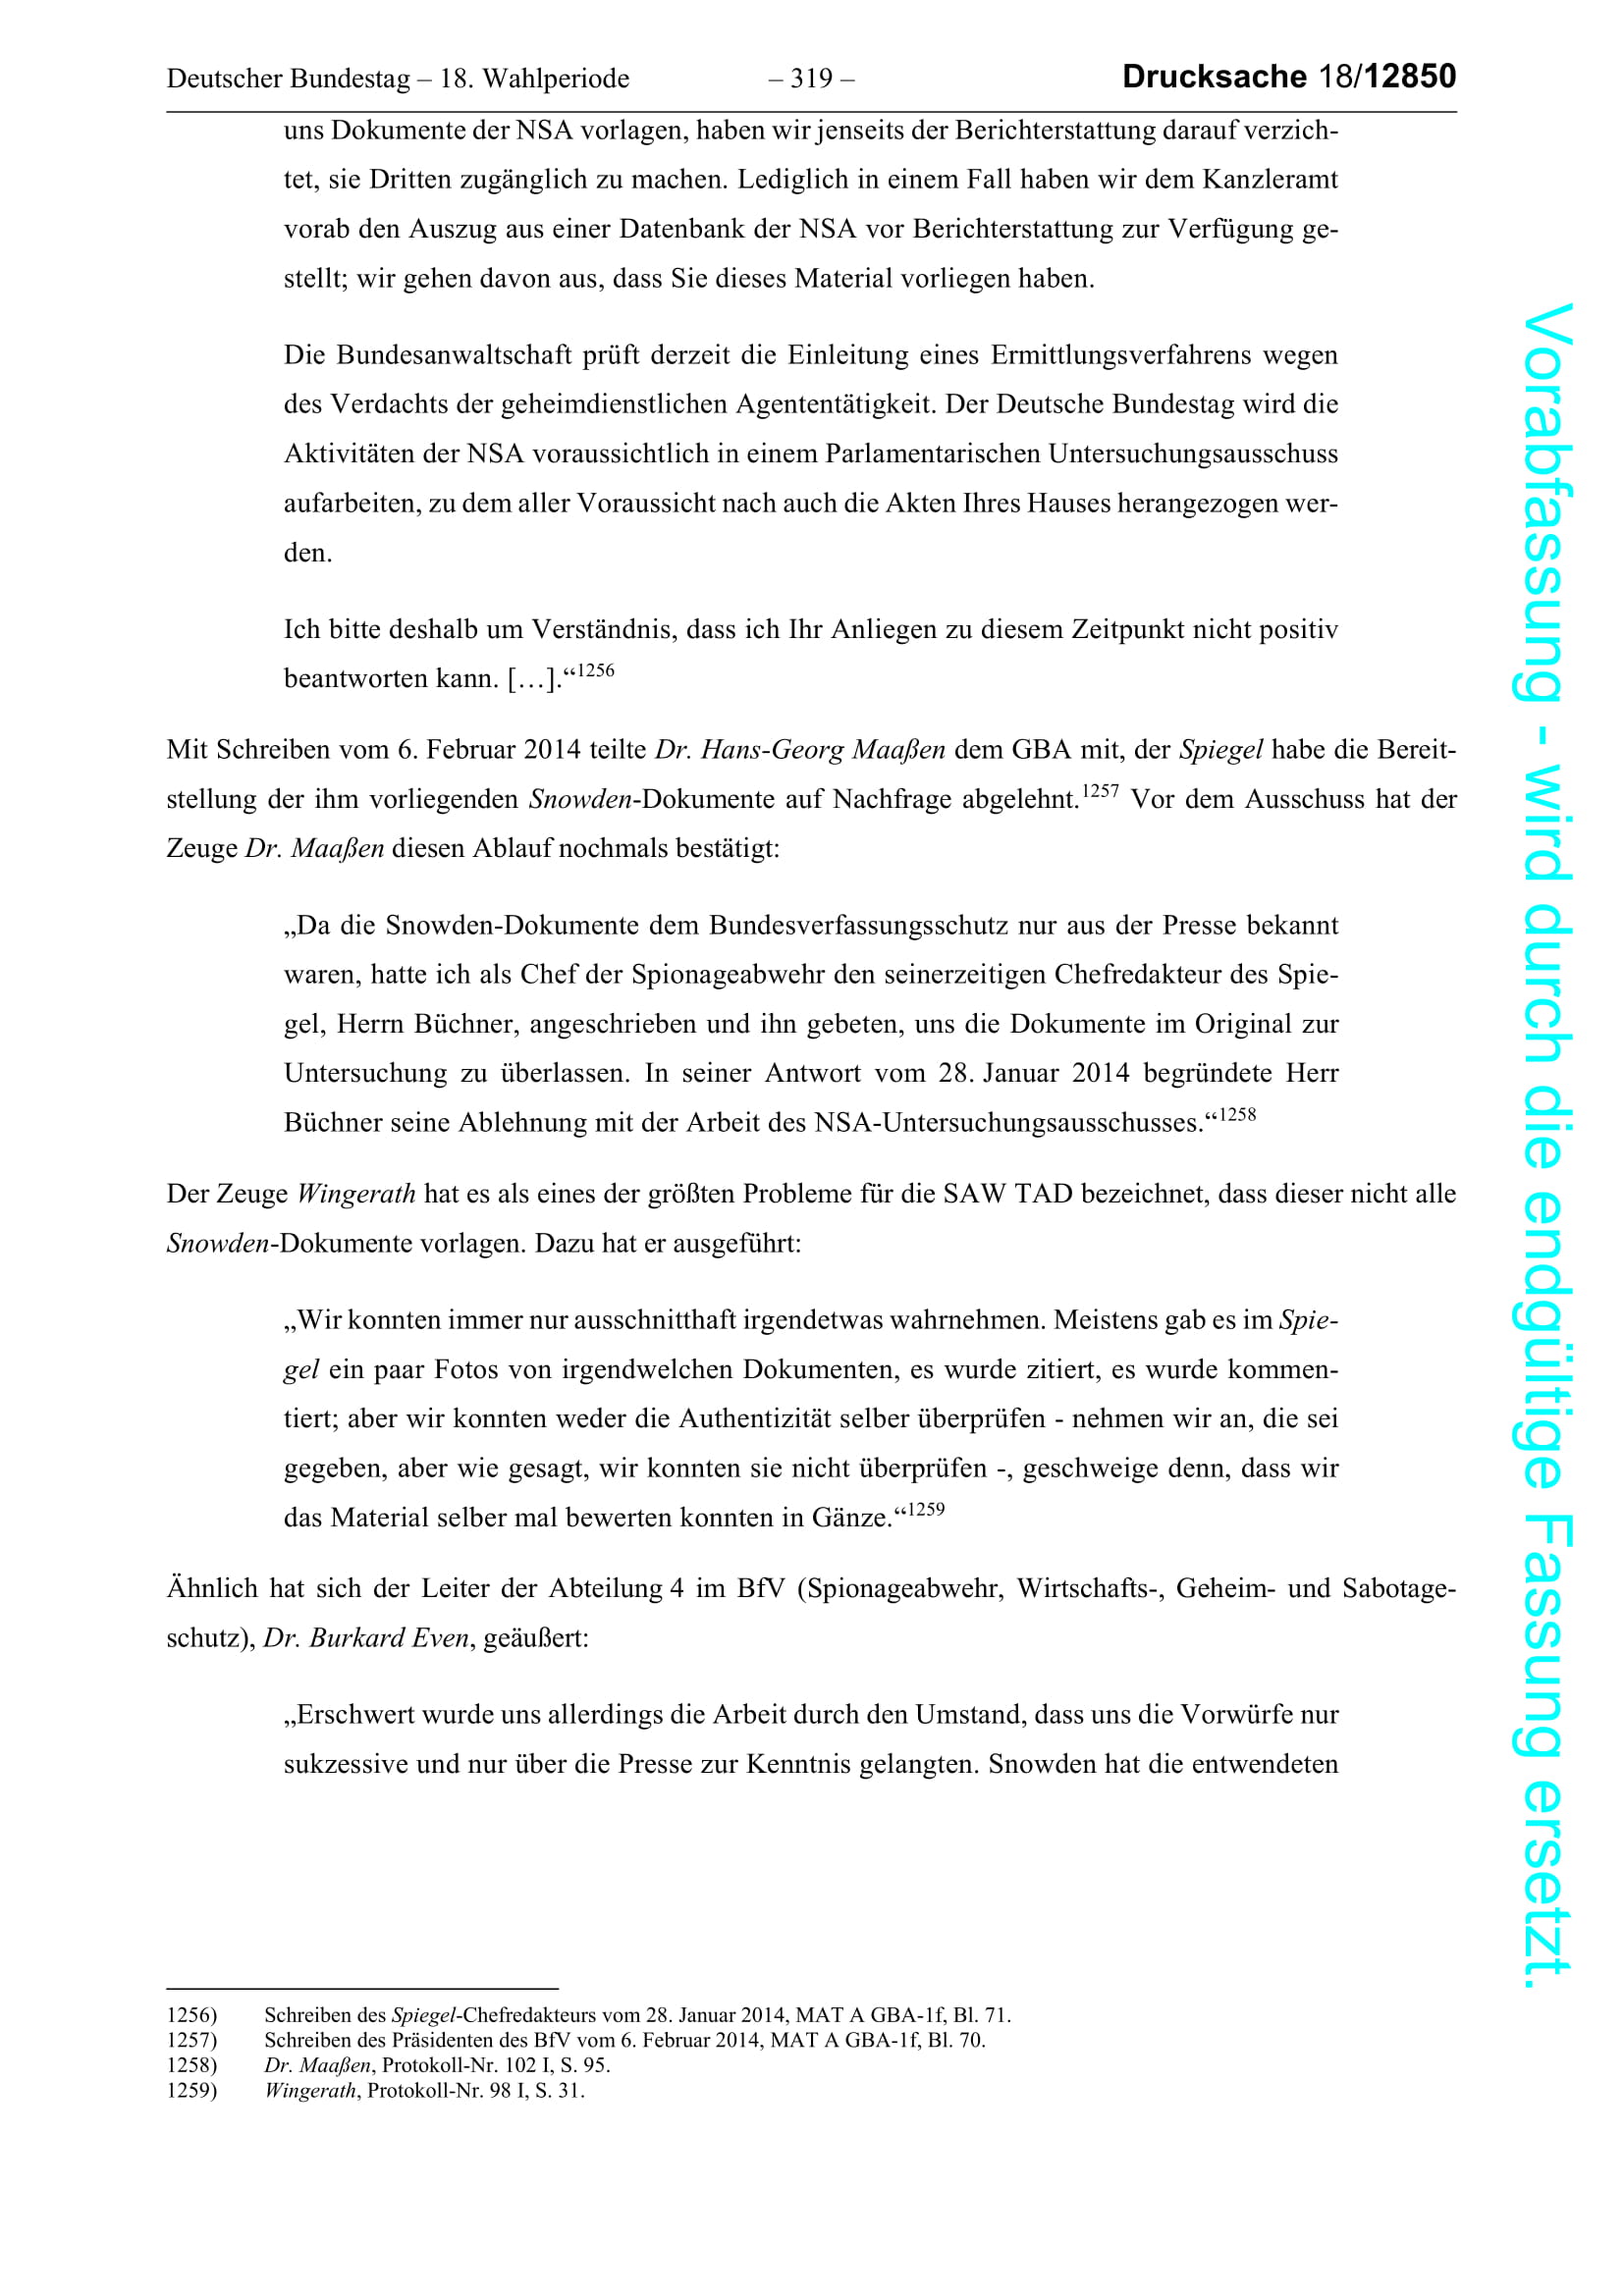 Deutscher Bundestag – 18. Wahlperiode – 319 – Drucksache 18/12850
uns Dokumente der NSA vorlagen, haben wir jenseits der Berichterstattung darauf verzich-
tet, sie Dritten zugänglich zu machen. Lediglich in einem Fall haben wir dem Kanzleramt
vorab den Auszug aus einer Datenbank der NSA vor Berichterstattung zur Verfügung ge-
stellt; wir gehen davon aus, dass Sie dieses Material vorliegen haben.
Die Bundesanwaltschaft prüft derzeit die Einleitung eines Ermittlungsverfahrens wegen
des Verdachts der geheimdienstlichen Agententätigkeit. Der Deutsche Bundestag wird die
Aktivitäten der NSA voraussichtlich in einem Parlamentarischen Untersuchungsausschuss
aufarbeiten, zu dem aller Voraussicht nach auch die Akten Ihres Hauses herangezogen wer-
den.
Ich bitte deshalb um Verständnis, dass ich Ihr Anliegen zu diesem Zeitpunkt nicht positiv
beantworten kann. […].“1256
Mit Schreiben vom 6. Februar 2014 teilte Dr. Hans-Georg Maaßen dem GBA mit, der Spiegel habe die Bereit-
stellung der ihm vorliegenden Snowden-Dokumente auf Nachfrage abgelehnt.1257 Vor dem Ausschuss hat der
Zeuge Dr. Maaßen diesen Ablauf nochmals bestätigt:
„Da die Snowden-Dokumente dem Bundesverfassungsschutz nur aus der Presse bekannt
waren, hatte ich als Chef der Spionageabwehr den seinerzeitigen Chefredakteur des Spie-
gel, Herrn Büchner, angeschrieben und ihn gebeten, uns die Dokumente im Original zur
Untersuchung zu überlassen. In seiner Antwort vom 28. Januar 2014 begründete Herr
Büchner seine Ablehnung mit der Arbeit des NSA-Untersuchungsausschusses.“1258
Der Zeuge Wingerath hat es als eines der größten Probleme für die SAW TAD bezeichnet, dass dieser nicht alle
Snowden-Dokumente vorlagen. Dazu hat er ausgeführt:
„Wir konnten immer nur ausschnitthaft irgendetwas wahrnehmen. Meistens gab es im Spie-
gel ein paar Fotos von irgendwelchen Dokumenten, es wurde zitiert, es wurde kommen-
tiert; aber wir konnten weder die Authentizität selber überprüfen - nehmen wir an, die sei
gegeben, aber wie gesagt, wir konnten sie nicht überprüfen -, geschweige denn, dass wir
das Material selber mal bewerten konnten in Gänze.“1259
Ähnlich hat sich der Leiter der Abteilung 4 im BfV (Spionageabwehr, Wirtschafts-, Geheim- und Sabotage-
schutz), Dr. Burkard Even, geäußert:
„Erschwert wurde uns allerdings die Arbeit durch den Umstand, dass uns die Vorwürfe nur
sukzessive und nur über die Presse zur Kenntnis gelangten. Snowden hat die entwendeten
1256) Schreiben des Spiegel-Chefredakteurs vom 28. Januar 2014, MAT A GBA-1f, Bl. 71.
1257) Schreiben des Präsidenten des BfV vom 6. Februar 2014, MAT A GBA-1f, Bl. 70.
1258) Dr. Maaßen, Protokoll-Nr. 102 I, S. 95.
1259) Wingerath, Protokoll-Nr. 98 I, S. 31.
Vorabfassung - wird durch die endgültige Fassung ersetzt.